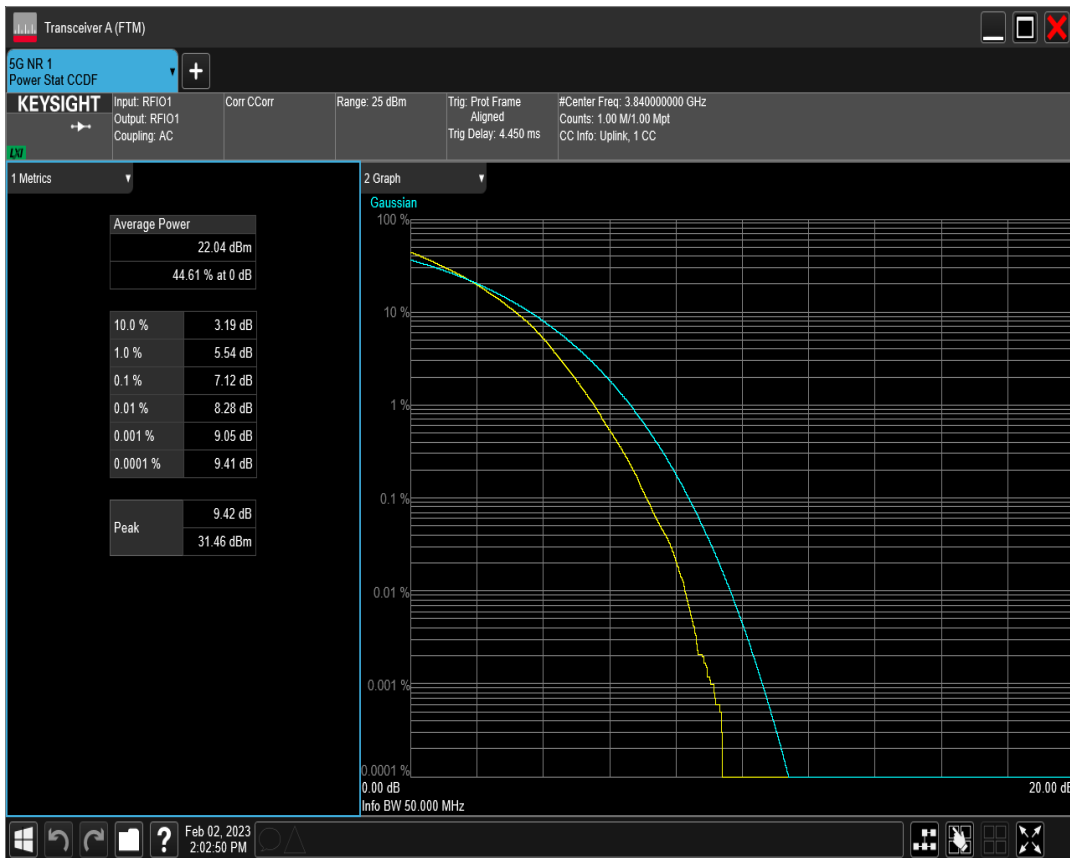 Transceiver A (FTM)
5G NR 1
Power Stat CCDF
+
KEYSIGHT
LXI
Input: RFIO1
Output: RFIO1
Coupling: AC
Corr CCorr
Range: 25 dBm
Trig: Prot Frame
Aligned
Trig Delay: 4.450 ms
#Center Freq: 3.840000000 GHz
Counts: 1.00 M/1.00 Mpt
CC Info: Uplink, 1 CC
1 Metrics
Average Power
22.04 dBm
44.61 % at 0 dB
10.0 % 3.19 dB
1.0 % 5.54 dB
0.1 % 7.12 dB
0.01 % 8.28 dB
0.001 % 9.05 dB
0.0001 % 9.41 dB
Peak
9.42 dB
31.46 dBm
2 Graph
Gaussian
100 %
10 %
1 %
0.1 %
0.01 %
0.001 %
0.0001 %
0.00 dB 20.00 dB
Info BW 50.000 MHz
?
Feb 02, 2023
2:02:50 PM